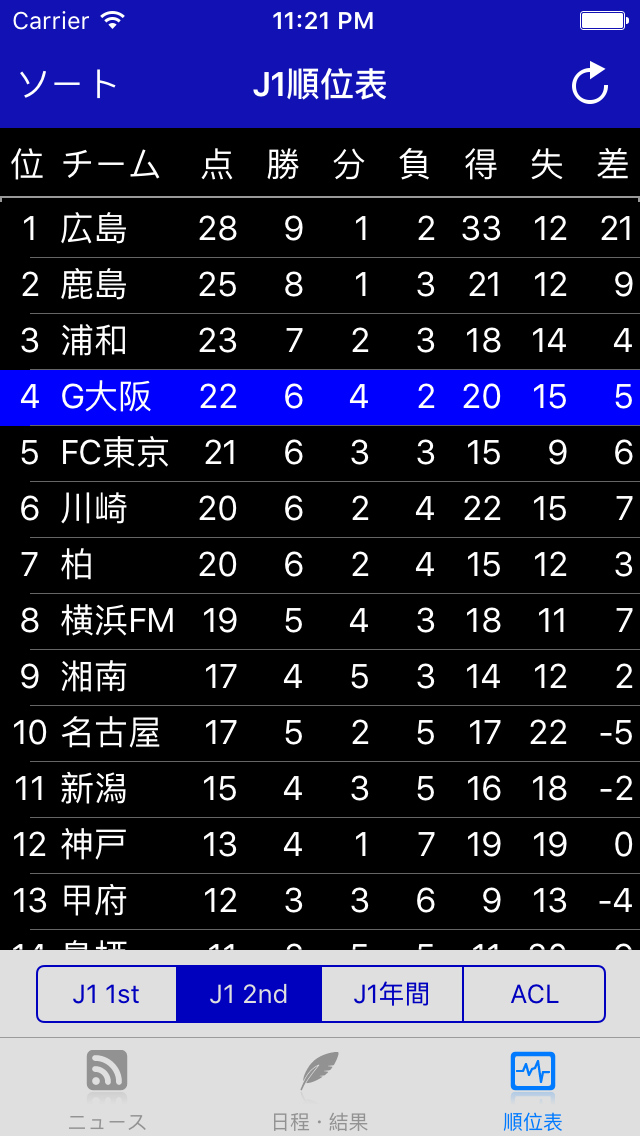 Carrier 11:21 PM
ソート J1順位表
位 チーム 点 勝 分 負 得 失 差
1 広島 28 9 1 2 33 12 21
2 鹿島 25 8 1 3 21 12 9
3 浦和 23 7 2 3 18 14 4
4 G大阪 22 6 4 2 20 15 5
5 FC東京 21 6 3 3 15 9 6
6 川崎 20 6 2 4 22 15 7
7 柏 20 6 2 4 15 12 3
8 横浜FM 19 5 4 3 18 11 7
9 湘南 17 4 5 3 14 12 2
10 名古屋 17 5 2 5 17 22 -5
11 新潟 15 4 3 5 16 18 -2
12 神戸 13 4 1 7 19 19 0
13 甲府 12 3 3 6 9 13 -4
J1 1st J1 2nd J1年間 ACL
ニュース 日程・結果 順位表